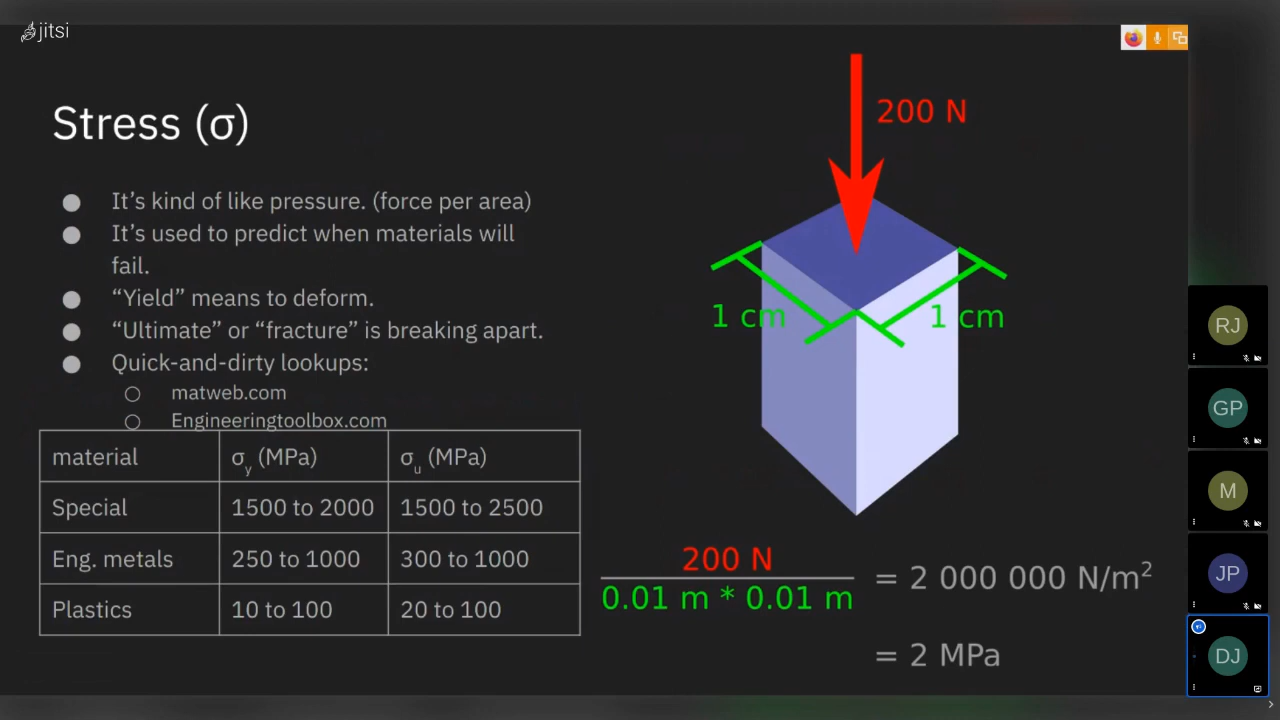 jitsi
Stress (σ)
● It’s kind of like pressure. (force per area)
● It’s used to predict when materials will
fail.
● “Yield” means to deform.
● “Ultimate” or “fracture” is breaking apart.
● Quick-and-dirty lookups:
○ matweb.com
○ Engineeringtoolbox.com
material σy (MPa) σu (MPa)
Special 1500 to 2000 1500 to 2500
Eng. metals 250 to 1000 300 to 1000
Plastics 10 to 100 20 to 100
200 N
1 cm
1 cm
200 N
0.01 m * 0.01 m
= 2 000 000 N/m²
= 2 MPa
RJ
GP
M
JP
DJ